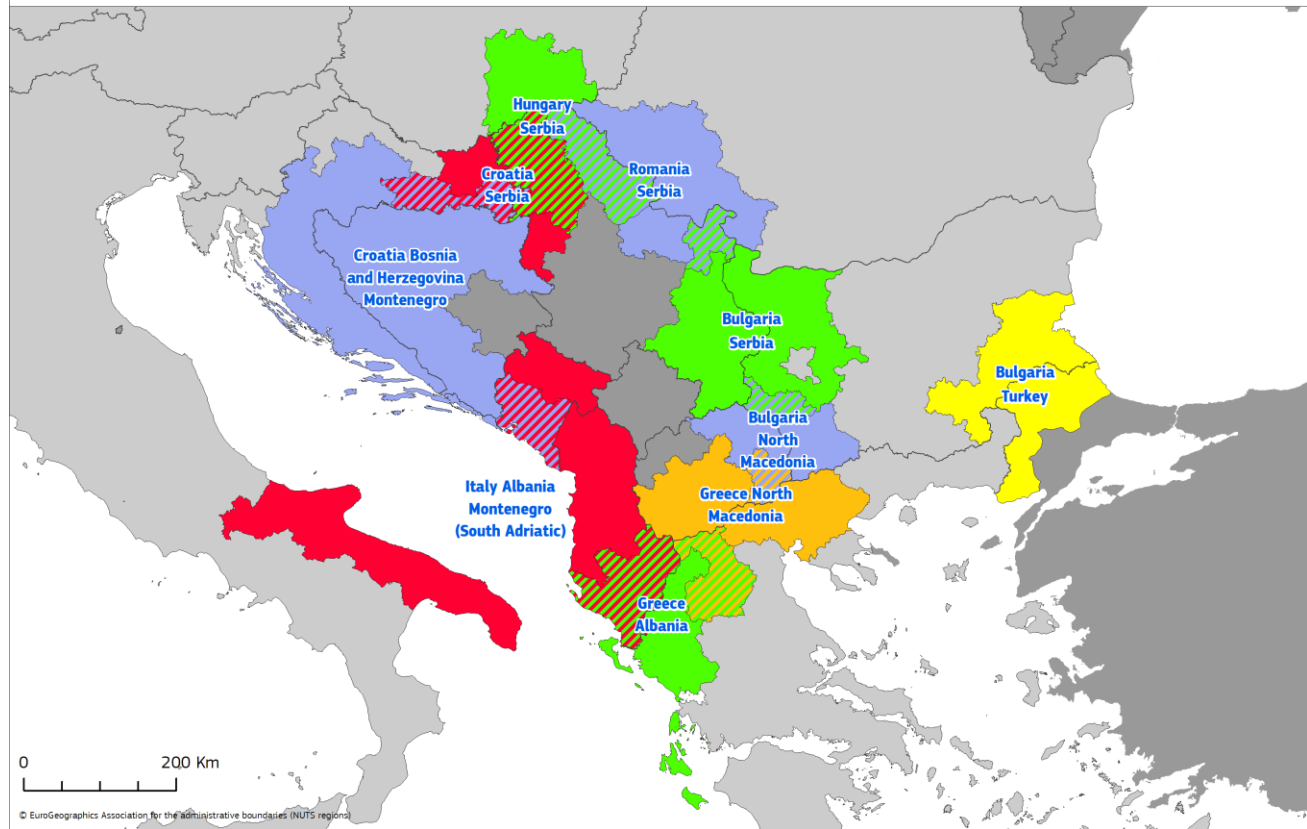 Hungary
Serbia
Croatia
Serbia
Romania
Serbia
Croatia Bosnia
and Herzegovina
Montenegro
Bulgaria
Serbia
Bulgaria
Turkey
Bulgaria
North
Macedonia
Italy Albania
Montenegro
(South Adriatic)
Greece North
Macedonia
Greece
Albania
0 200 Km
© EuroGeographics Association for the administrative boundaries (NUTS regions)